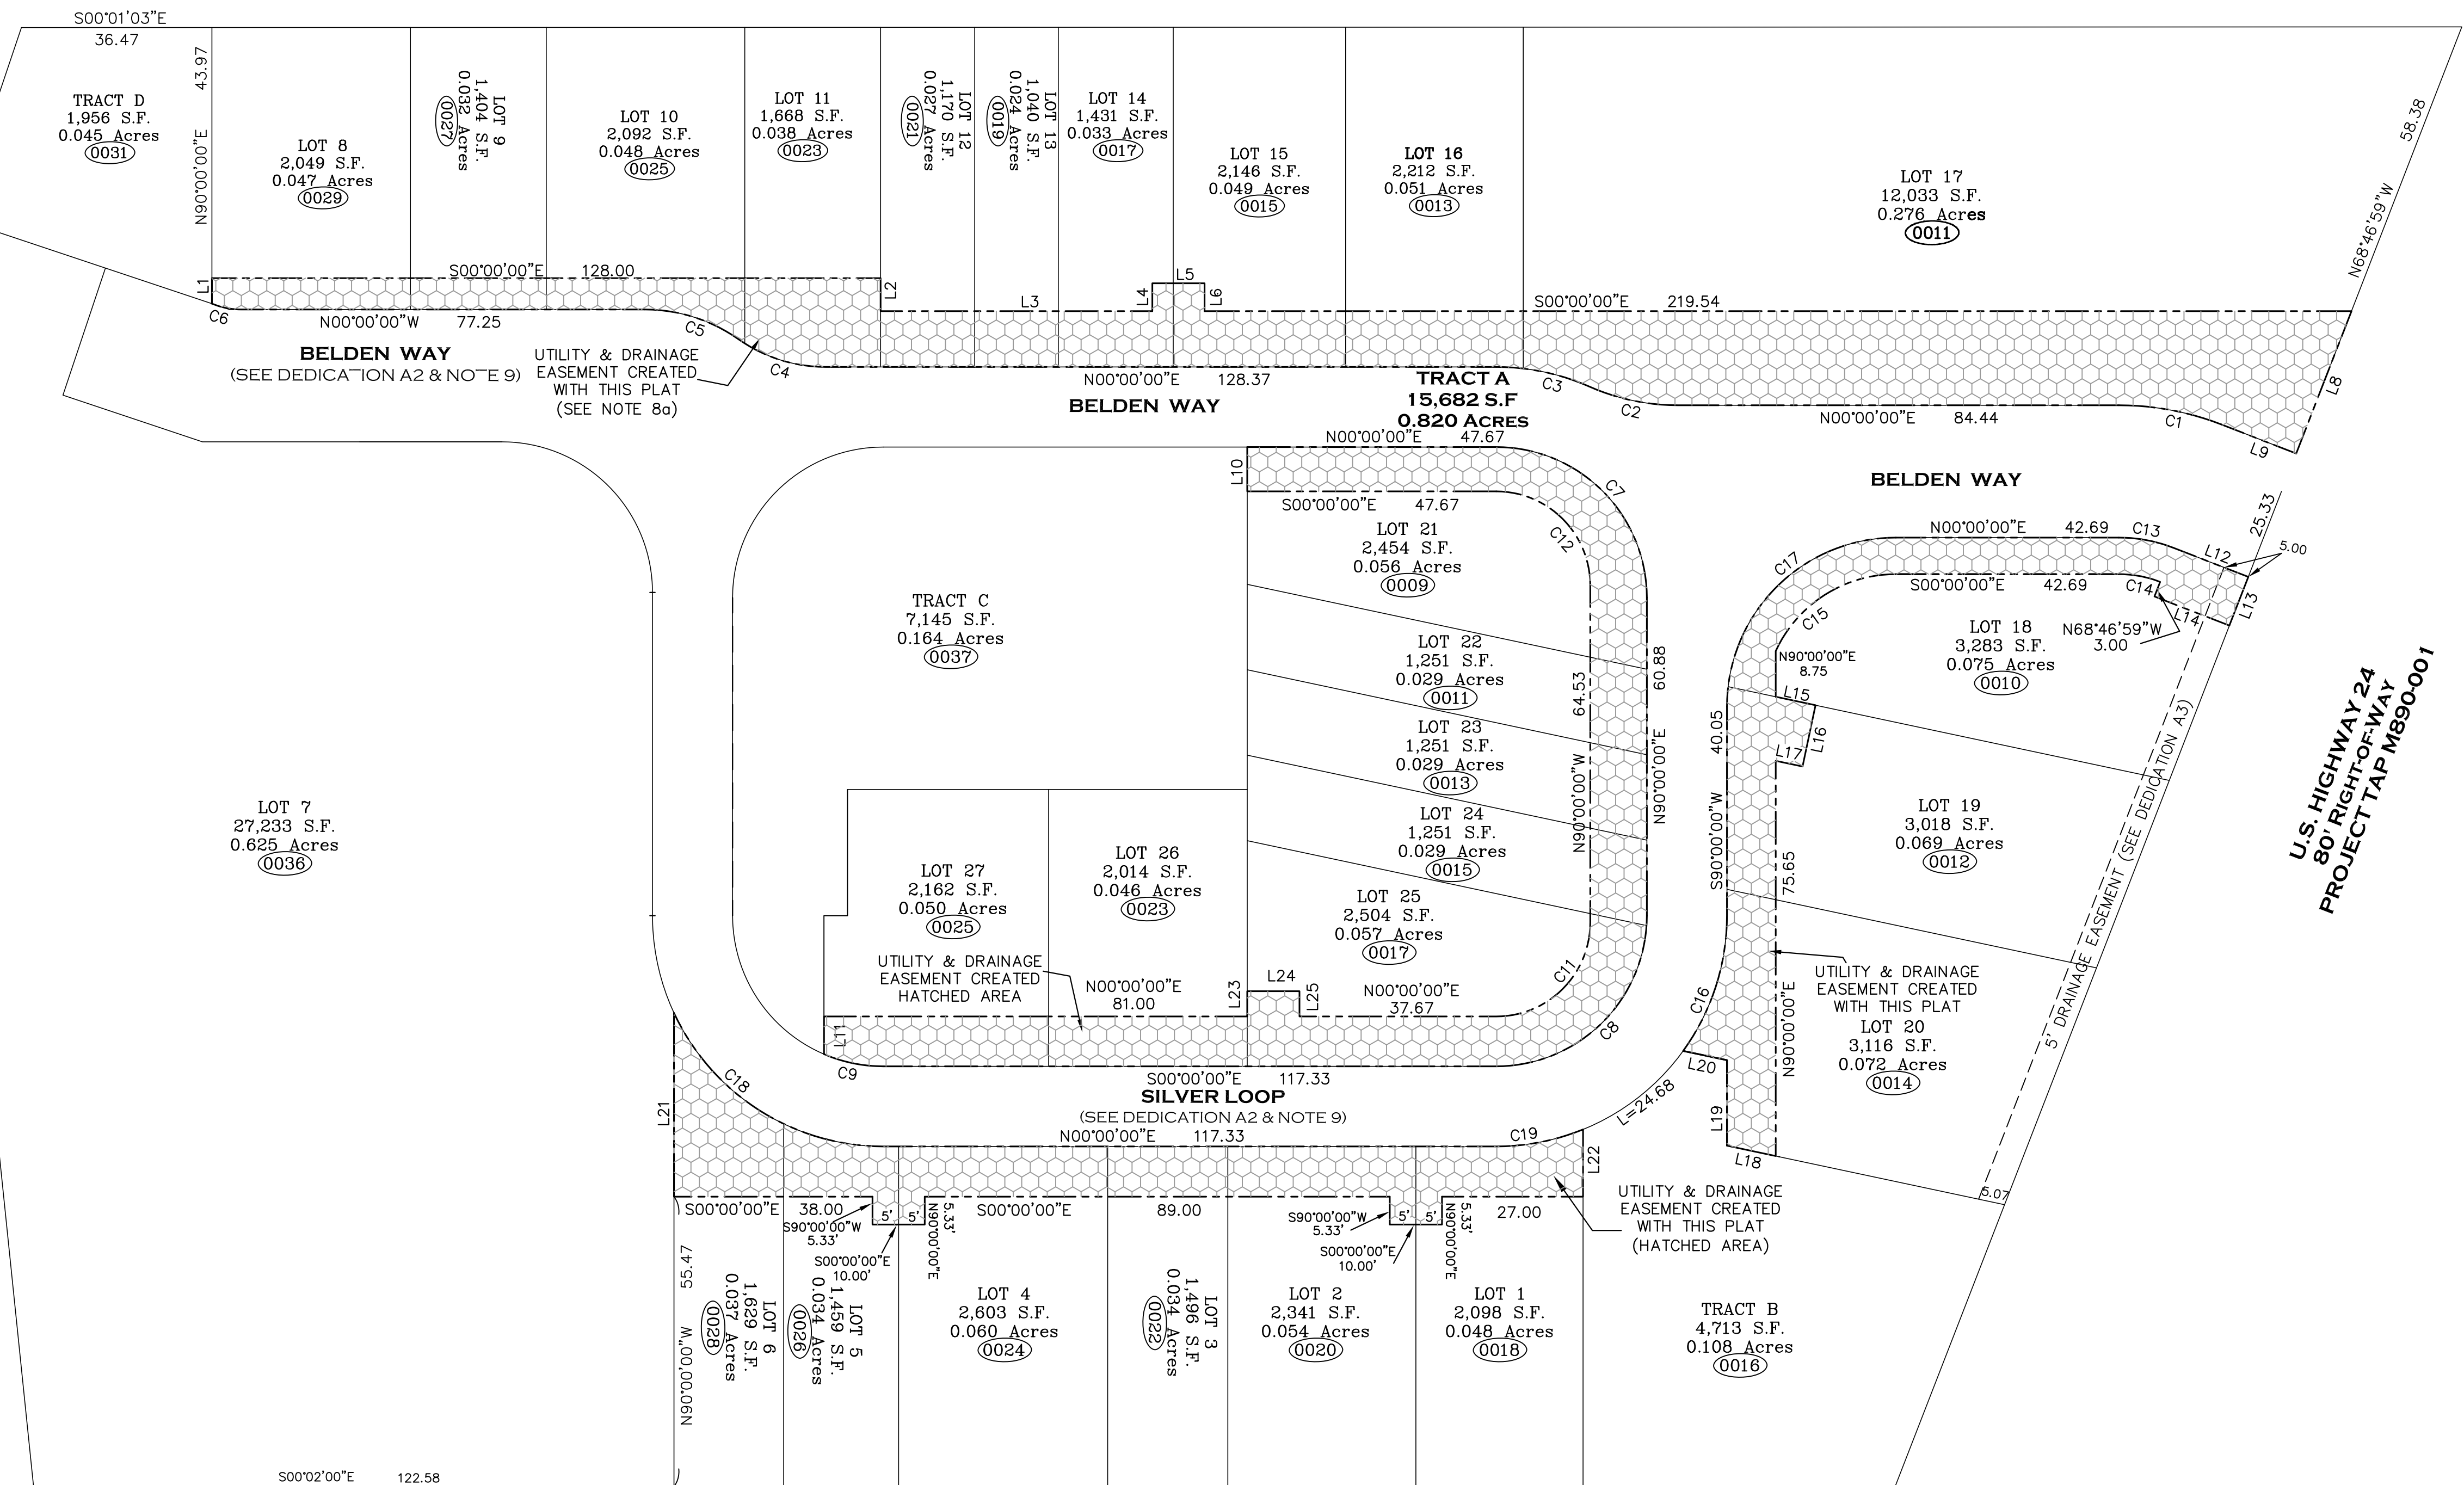 S00°01'03"E
36.47
43.97
N90°00'00"E
TRACT D
1,956 S.F.
0.045 Acres
0031
LOT 8
2,049 S.F.
0.047 Acres
0029
LOT 9
1,404 S.F.
0.032 Acres
0027
LOT 10
2,092 S.F.
0.048 Acres
0025
LOT 11
1,668 S.F.
0.038 Acres
0023
LOT 12
1,170 S.F.
0.027 Acres
0021
LOT 13
1,040 S.F.
0.024 Acres
0019
LOT 14
1,431 S.F.
0.033 Acres
0017
LOT 15
2,146 S.F.
0.049 Acres
0015
LOT 16
2,212 S.F.
0.051 Acres
0013
LOT 17
12,033 S.F.
0.276 Acres
0011
58.38
N68°46'59"W
L1
S00°00'00"E 128.00
L2
L3
L4
L5
L6
S00°00'00"E 219.54
L8
C6
N00°00'00"W 77.25
C5
C4
BELDEN WAY
(SEE DEDICATION A2 & NOTE 9)
UTILITY & DRAINAGE
EASEMENT CREATED
WITH THIS PLAT
(SEE NOTE 8a)
N00°00'00"E 128.37
BELDEN WAY
TRACT A
15,682 S.F
0.820 ACRES
C3
C2
N00°00'00"E 84.44
C1
L9
N00°00'00"E 47.67
L10
S00°00'00"E 47.67
C7
C12
BELDEN WAY
25.33
5.00
N00°00'00"E 42.69
C13
L12
C17
S00°00'00"E 42.69
C14
L14
L13
C15
N68°46'59"W
3.00
LOT 18
3,283 S.F.
0.075 Acres
0010
N90°00'00"E
8.75
L15
L16
L17
LOT 21
2,454 S.F.
0.056 Acres
0009
LOT 22
1,251 S.F.
0.029 Acres
0011
LOT 23
1,251 S.F.
0.029 Acres
0013
LOT 24
1,251 S.F.
0.029 Acres
0015
LOT 25
2,504 S.F.
0.057 Acres
0017
64.53
N90°00'00"W
60.88
N90°00'00"E
40.05
S90°00'00"W
75.65
N90°00'00"E
TRACT C
7,145 S.F.
0.164 Acres
0037
LOT 7
27,233 S.F.
0.625 Acres
0036
LOT 27
2,162 S.F.
0.050 Acres
0025
LOT 26
2,014 S.F.
0.046 Acres
0023
LOT 19
3,018 S.F.
0.069 Acres
0012
U.S. HIGHWAY 24
80' RIGHT-OF-WAY
PROJECT TAP M890-001
5' DRAINAGE EASEMENT (SEE DEDICATION A3)
UTILITY & DRAINAGE
EASEMENT CREATED
HATCHED AREA
N00°00'00"E
81.00
L23
L24
L25
N00°00'00"E
37.67
C11
C8
C16
UTILITY & DRAINAGE
EASEMENT CREATED
WITH THIS PLAT
LOT 20
3,116 S.F.
0.072 Acres
0014
L11
C9
C18
L21
S00°00'00"E 117.33
SILVER LOOP
(SEE DEDICATION A2 & NOTE 9)
N00°00'00"E 117.33
C19
L=24.68
L20
L19
L18
L22
5.07
S00°00'00"E 38.00
S90°00'00"W
5.33'
5'
5'
5.33'
N90°00'00"E
S00°00'00"E
10.00'
S00°00'00"E 89.00
S90°00'00"W
5.33'
5'
5'
5.33'
N90°00'00"E
S00°00'00"E
10.00'
27.00
UTILITY & DRAINAGE
EASEMENT CREATED
WITH THIS PLAT
(HATCHED AREA)
55.47
N90°00'00"W
LOT 6
1,629 S.F.
0.037 Acres
0028
LOT 5
1,459 S.F.
0.034 Acres
0026
LOT 4
2,603 S.F.
0.060 Acres
0024
LOT 3
1,496 S.F.
0.034 Acres
0022
LOT 2
2,341 S.F.
0.054 Acres
0020
LOT 1
2,098 S.F.
0.048 Acres
0018
TRACT B
4,713 S.F.
0.108 Acres
0016
S00°02'00"E 122.58